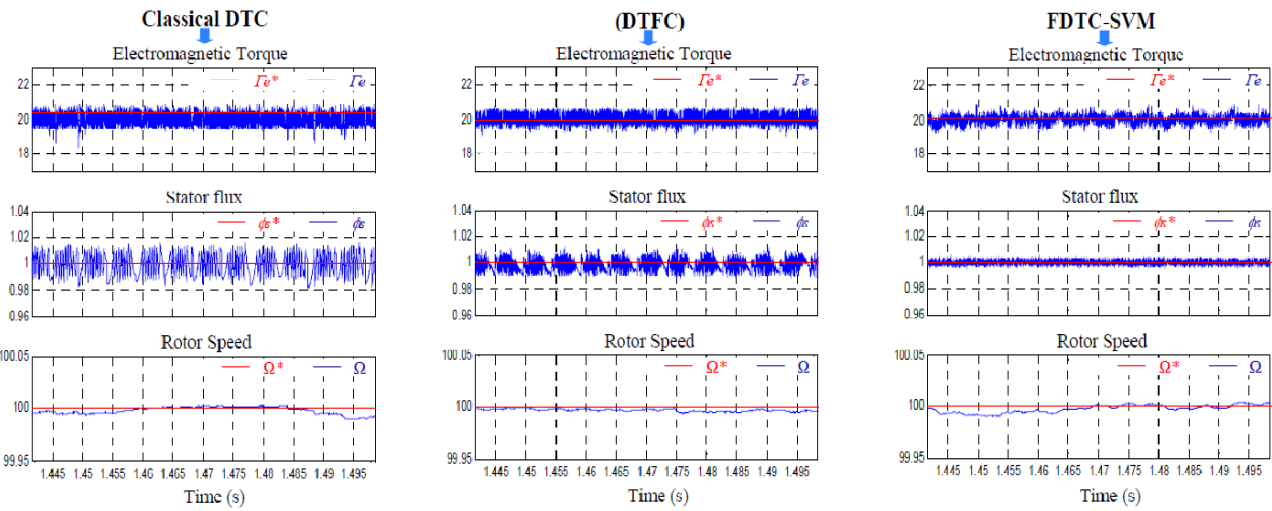 Classical DTC
Electromagnetic Torque
Γe* Γe
22
20
18
Stator flux
1.04
ϕs* ϕs
1.02
1
0.98
0.96
Rotor Speed
100.05
Ω* Ω
100
99.95
1.445 1.45 1.455 1.46 1.465 1.47 1.475 1.48 1.485 1.49 1.495
Time (s)
(DTFC)
Electromagnetic Torque
Γe* Γe
22
20
18
Stator flux
1.04
ϕs* ϕs
1.02
1
0.98
0.96
Rotor Speed
100.05
Ω* Ω
100
99.95
1.445 1.45 1.455 1.46 1.465 1.47 1.475 1.48 1.485 1.49 1.495
Time (s)
FDTC-SVM
Electromagnetic Torque
Γe* Γe
22
20
18
Stator flux
1.04
ϕs* ϕs
1.02
1
0.98
0.96
Rotor Speed
100.05
Ω* Ω
100
99.95
1.445 1.45 1.455 1.46 1.465 1.47 1.475 1.48 1.485 1.49 1.495
Time (s)